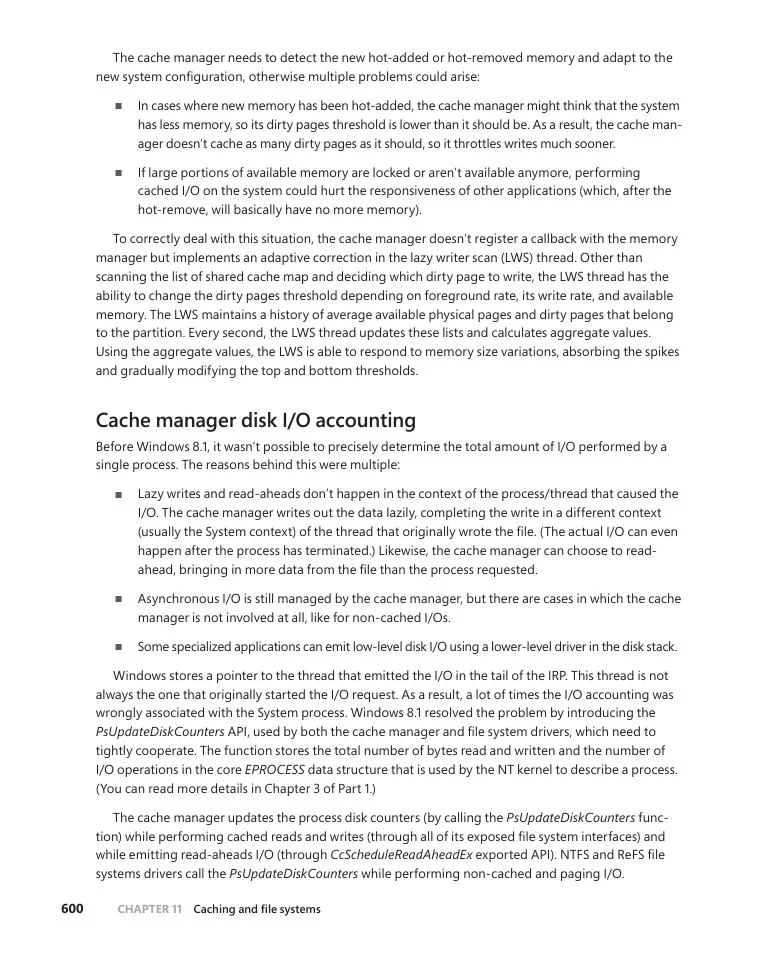 The cache manager needs to detect the new hot-added or hot-removed memory and adapt to the
new system configuration, otherwise multiple problems could arise:
■ In cases where new memory has been hot-added, the cache manager might think that the system
has less memory, so its dirty pages threshold is lower than it should be. As a result, the cache man-
ager doesn't cache as many dirty pages as it should, so it throttles writes much sooner.
■ If large portions of available memory are locked or aren't available anymore, performing
cached I/O on the system could hurt the responsiveness of other applications (which, after the
hot-remove, will basically have no more memory).
To correctly deal with this situation, the cache manager doesn't register a callback with the memory
manager but implements an adaptive correction in the lazy writer scan (LWS) thread. Other than
scanning the list of shared cache map and deciding which dirty page to write, the LWS thread has the
ability to change the dirty pages threshold depending on foreground rate, its write rate, and available
memory. The LWS maintains a history of average available physical pages and dirty pages that belong
to the partition. Every second, the LWS thread updates these lists and calculates aggregate values.
Using the aggregate values, the LWS is able to respond to memory size variations, absorbing the spikes
and gradually modifying the top and bottom thresholds.
Cache manager disk I/O accounting
Before Windows 8.1, it wasn't possible to precisely determine the total amount of I/O performed by a
single process. The reasons behind this were multiple:
■ Lazy writes and read-aheads don't happen in the context of the process/thread that caused the
I/O. The cache manager writes out the data lazily, completing the write in a different context
(usually the System context) of the thread that originally wrote the file. (The actual I/O can even
happen after the process has terminated.) Likewise, the cache manager can choose to read-
ahead, bringing in more data from the file than the process requested.
■ Asynchronous I/O is still managed by the cache manager, but there are cases in which the cache
manager is not involved at all, like for non-cached I/Os.
■ Some specialized applications can emit low-level disk I/O using a lower-level driver in the disk stack.
Windows stores a pointer to the thread that emitted the I/O in the tail of the IRP. This thread is not
always the one that originally started the I/O request. As a result, a lot of times the I/O accounting was
wrongly associated with the System process. Windows 8.1 resolved the problem by introducing the
PsUpdateDiskCounters API, used by both the cache manager and file system drivers, which need to
tightly cooperate. The function stores the total number of bytes read and written and the number of
I/O operations in the core EPROCESS data structure that is used by the NT kernel to describe a process.
(You can read more details in Chapter 3 of Part 1.)
The cache manager updates the process disk counters (by calling the PsUpdateDiskCounters func-
tion) while performing cached reads and writes (through all of its exposed file system interfaces) and
while emitting read-aheads I/O (through CcScheduleReadAheadEx exported API). NTFS and ReFS file
systems drivers call the PsUpdateDiskCounters while performing non-cached and paging I/O.
600 CHAPTER 11 Caching and file systems